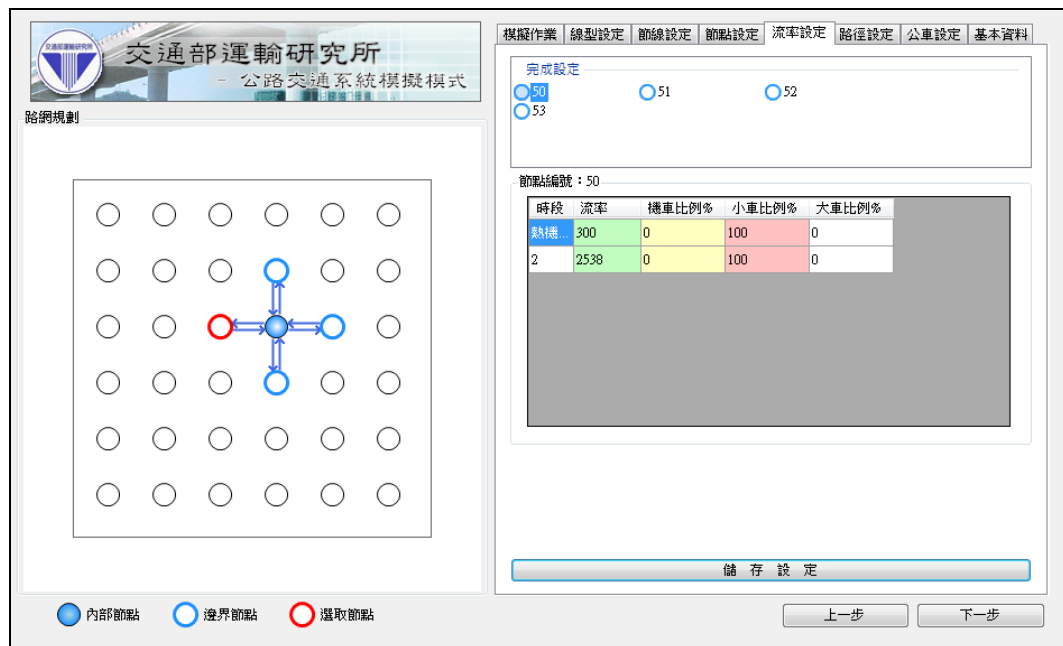 交通部運輸研究所
交通部運輸研究所
- 公路交通系統模擬模式
路網規劃
內部節點
邊界節點
選取節點
模擬作業 線型設定 節線設定 節點設定 流率設定 路徑設定 公車設定 基本資料
完成設定
50 51 52
53
節點編號：50
時段 流率 機車比例% 小車比例% 大車比例%
熱機... 300 0 100 0
2 2538 0 100 0
儲 存 設 定
上一步 下一步